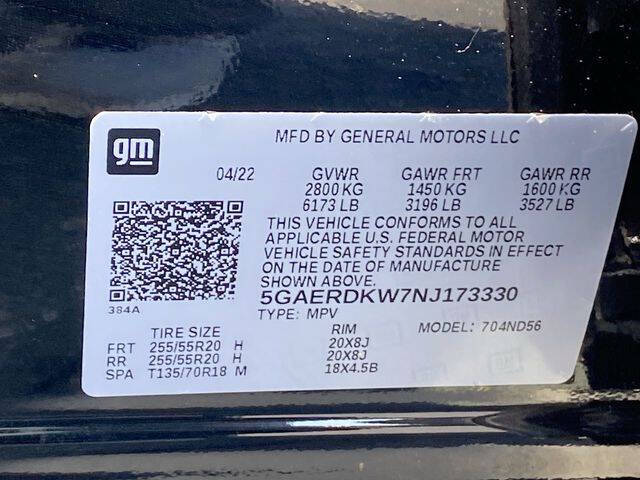 gm
MFD BY GENERAL MOTORS LLC
04/22 GVWR GAWR FRT GAWR RR
2800 KG 1450 KG 1600 KG
6173 LB 3196 LB 3527 LB
THIS VEHICLE CONFORMS TO ALL
APPLICABLE U.S. FEDERAL MOTOR
VEHICLE SAFETY STANDARDS IN EFFECT
ON THE DATE OF MANUFACTURE
SHOWN ABOVE.
5GAERDKW7NJ173330
384A
TYPE: MPV MODEL: 704ND56
TIRE SIZE RIM
FRT 255/55R20 H 20X8J
RR 255/55R20 H 20X8J
SPA T135/70R18 M 18X4.5B